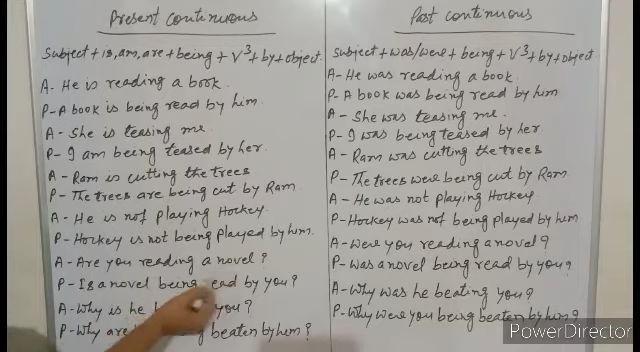 Present continuous
Subject + is, am, are + being + V³ + by + object
A- He is reading a book.
P- A book is being read by him.
A- She is teasing me.
P- I am being teased by her.
A- Ram is cutting the trees
P- The trees are being cut by Ram
A- He is not playing Hockey.
P- Hockey is not being played by him.
A- Are you reading a novel?
P- Is a novel being read by you?
A- Why is he you?
P- Why are beaten by him?
Past continuous
Subject + was/were + being + V³ + by + object
A- He was reading a book
P- A book was being read by him
A- She was teasing me.
P- I was being teased by her.
A- Ram was cutting the trees
P- The trees were being cut by Ram
A- He was not playing Hockey
P- Hockey was not being played by him
A- Were you reading a novel?
P- Was a novel being read by you?
A- Why was he beating you?
P- Why were you being beaten by him?
PowerDirector